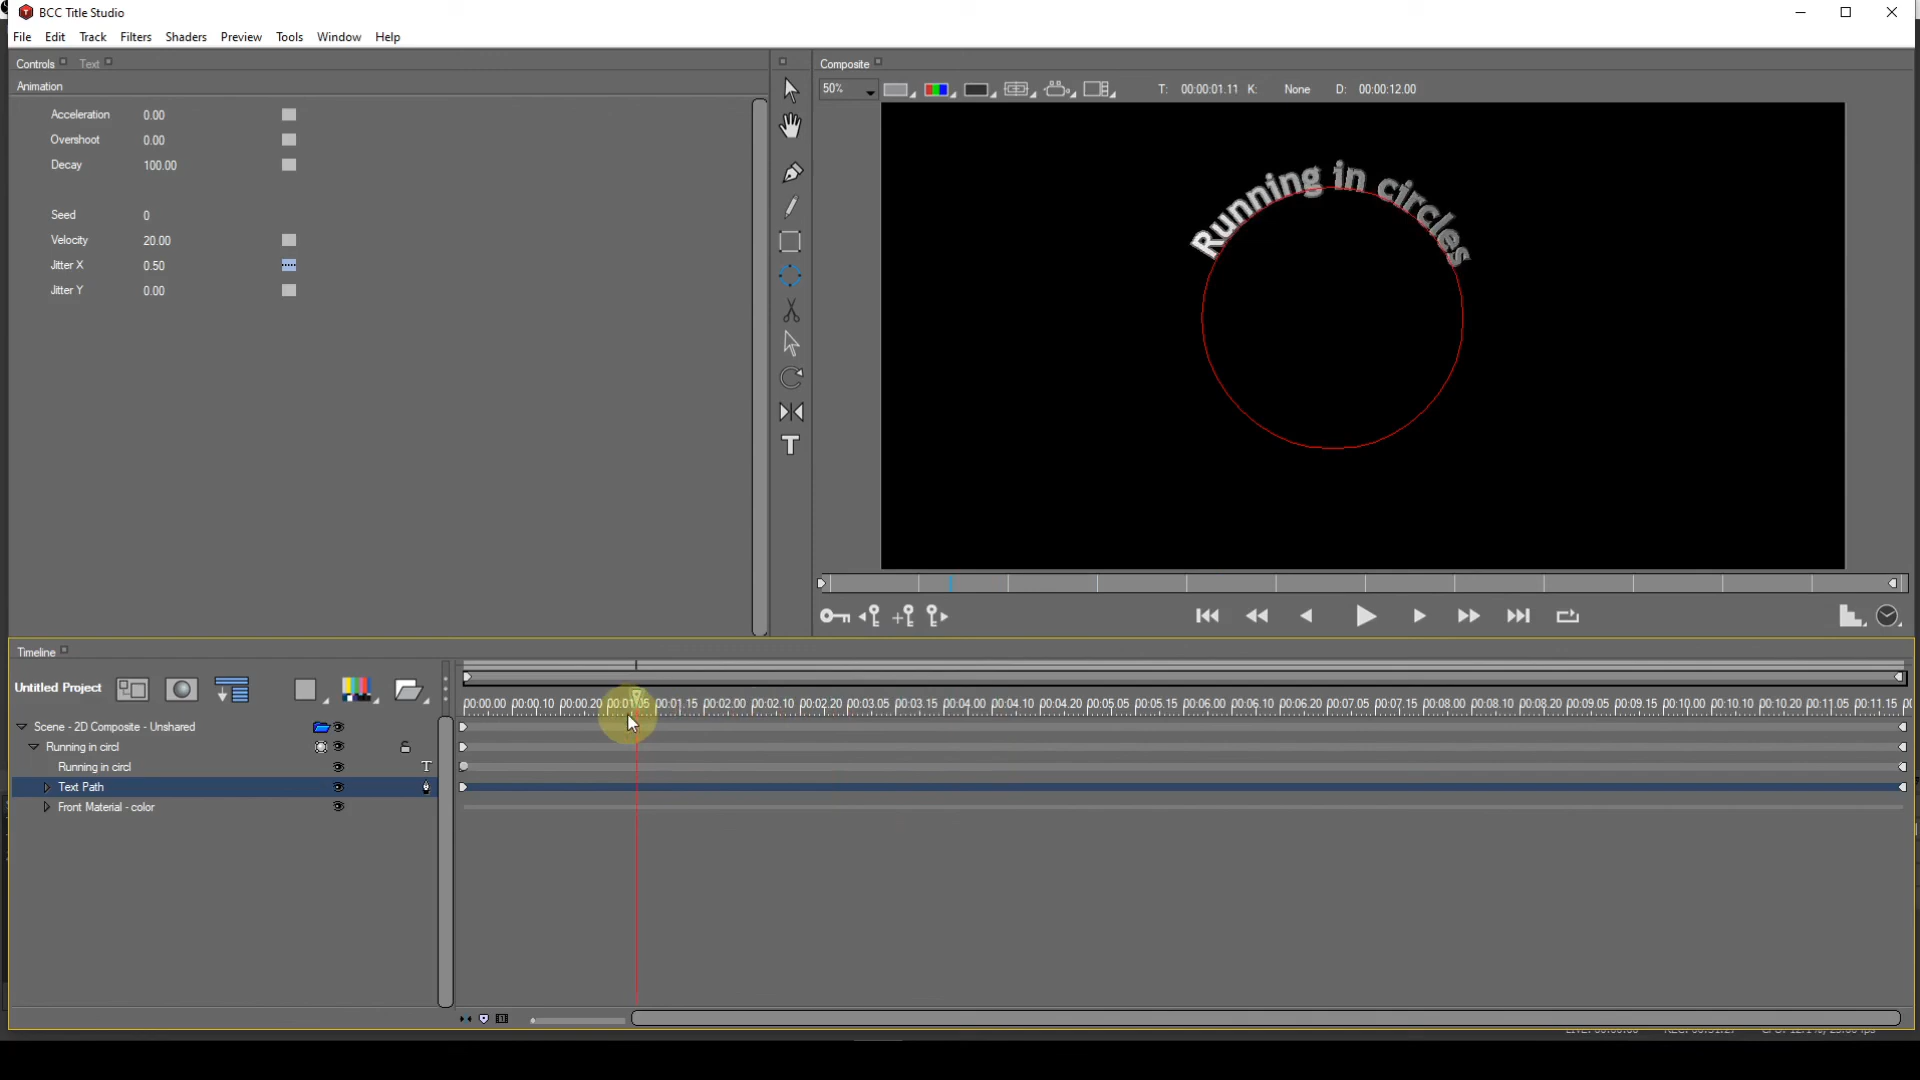 BCC Title Studio
File Edit Track Filters Shaders Preview Tools Window Help
Controls Text
Composite
Animation
50%
T: 00:00:01.11 K: None D: 00:00:12.00
Acceleration 0.00
Overshoot 0.00
Decay 100.00
Seed 0
Velocity 20.00
Jitter X 0.50
Jitter Y 0.00
Running in circles
T
Timeline
Untitled Project
00:00.00 00:00.10 00:00.20 00:01.05 00:01.15 00:02.00 00:02.10 00:02.20 00:03.05 00:03.15 00:04.00 00:04.10 00:04.20 00:05.05 00:05.15 00:06.00 00:06.10 00:06.20 00:07.05 00:07.15 00:08.00 00:08.10 00:08.20 00:09.05 00:09.15 00:10.00 00:10.10 00:10.20 00:11.05 00:11.15
Scene - 2D Composite - Unshared
Running in circl
Running in circl T
Text Path
Front Material - color